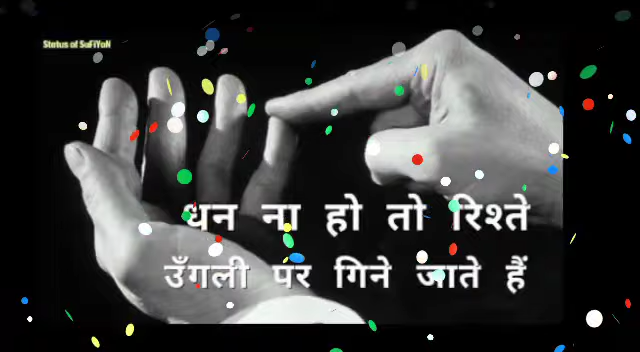 Status of SuFiYaN
धन ना हो तो रिश्ते
उँगली पर गिने जाते हैं